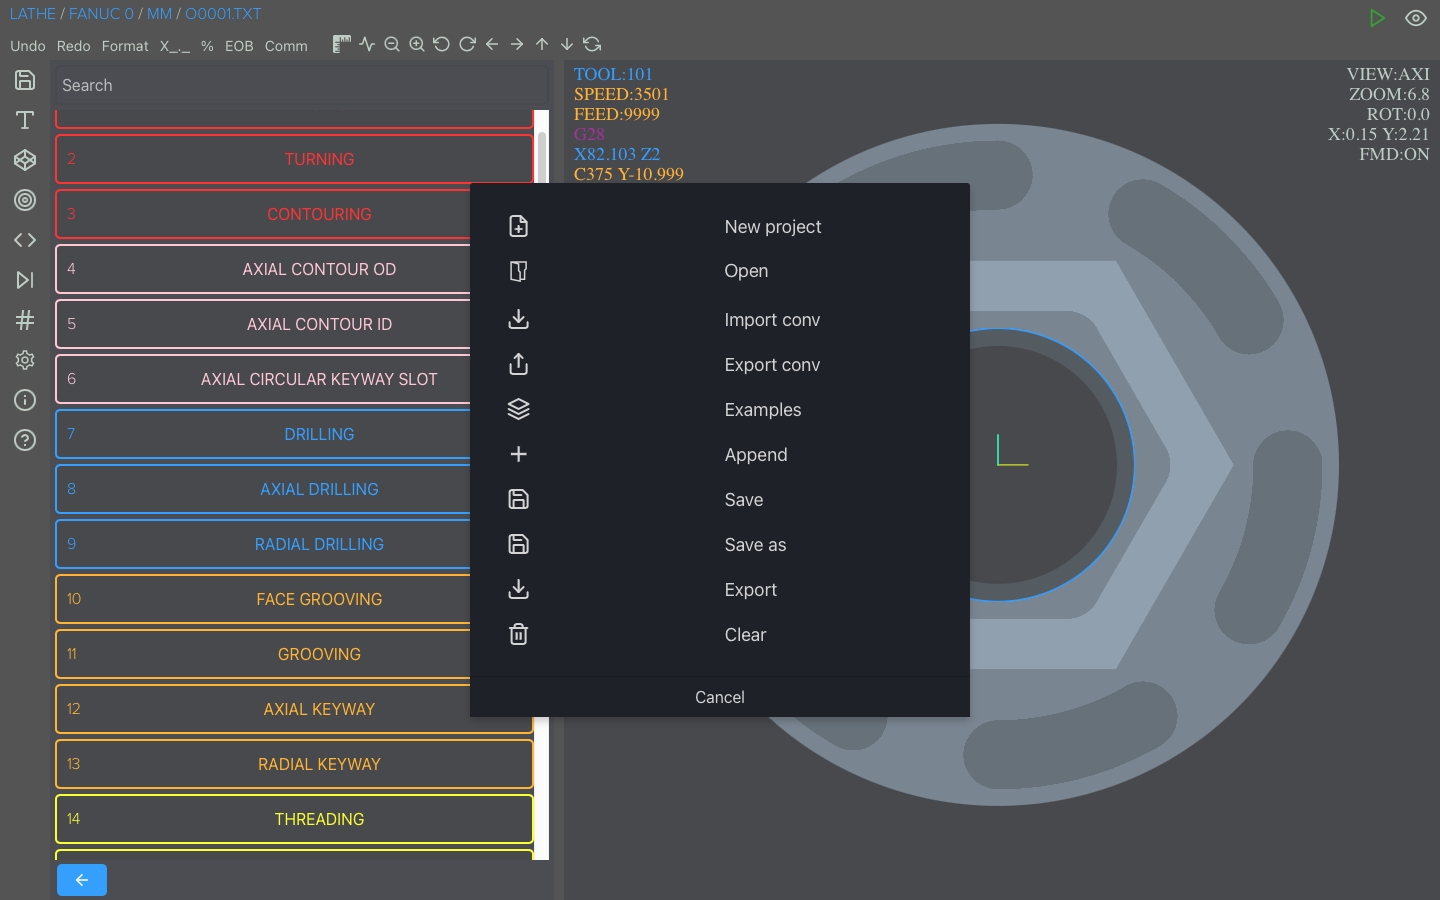 LATHE / FANUC 0 / MM / O0001.TXT
Undo Redo Format X_._ % EOB Comm
Search
2 TURNING
3 CONTOURING
4 AXIAL CONTOUR OD
5 AXIAL CONTOUR ID
6 AXIAL CIRCULAR KEYWAY SLOT
7 DRILLING
8 AXIAL DRILLING
9 RADIAL DRILLING
10 FACE GROOVING
11 GROOVING
12 AXIAL KEYWAY
13 RADIAL KEYWAY
14 THREADING
TOOL:101
SPEED:3501
FEED:9999
G28
X82.103 Z2
C375 Y-10.999
VIEW:AXI
ZOOM:6.8
ROT:0.0
X:0.15 Y:2.21
FMD:ON
New project
Open
Import conv
Export conv
Examples
Append
Save
Save as
Export
Clear
Cancel